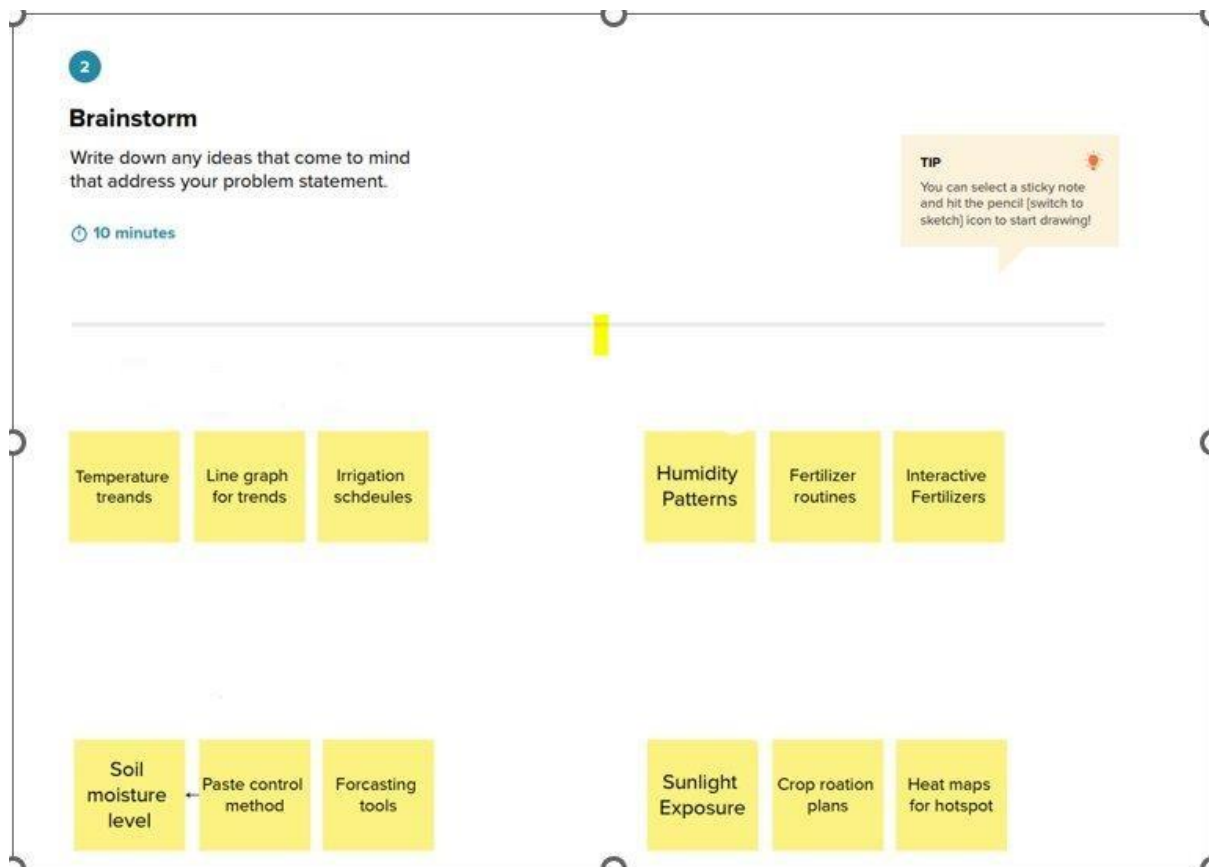 2
Brainstorm
Write down any ideas that come to mind
that address your problem statement.
10 minutes
TIP
You can select a sticky note
and hit the pencil [switch to
sketch] icon to start drawing!
Temperature
treands
Line graph
for trends
Irrigation
schdeules
Humidity
Patterns
Fertilizer
routines
Interactive
Fertilizers
Soil
moisture
level
Paste control
method
Forcasting
tools
Sunlight
Exposure
Crop roation
plans
Heat maps
for hotspot